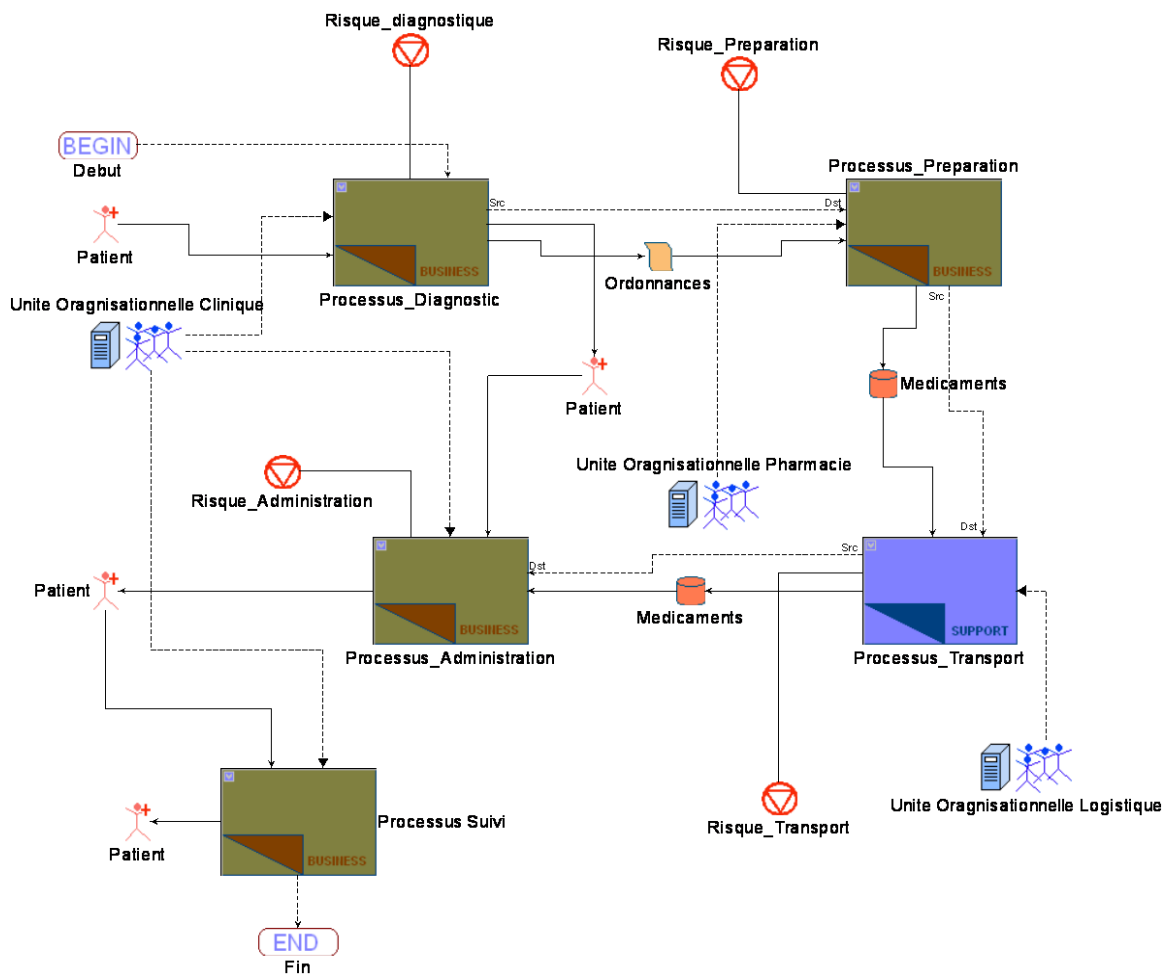 Risque_diagnostique
Risque_Preparation
BEGIN
Debut
Processus_Preparation
Src
Dst
Patient
BUSINESS
BUSINESS
Ordonnances
Processus_Diagnostic
Unite Oragnisationnelle Clinique
Src
Medicaments
Patient
Unite Oragnisationnelle Pharmacie
Risque_Administration
Dst
Src
Dst
Patient
Medicaments
BUSINESS
SUPPORT
Processus_Administration
Processus_Transport
Unite Oragnisationnelle Logistique
Processus Suivi
Risque_Transport
Patient
BUSINESS
END
Fin